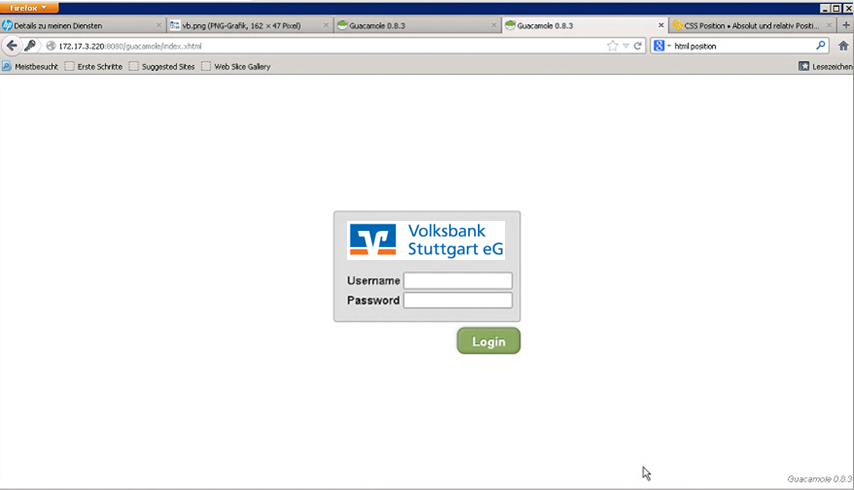 Firefox
Details zu meinen Diensten
vb.png (PNG-Grafik, 162 × 47 Pixel)
Guacamole 0.8.3
Guacamole 0.8.3
CSS Position • Absolut und relativ Positi...
172.17.3.220:8080/guacamole/index.xhtml
html position
Meistbesucht
Erste Schritte
Suggested Sites
Web Slice Gallery
Lesezeichen
Volksbank
Stuttgart eG
Username
Password
Login
Guacamole 0.8.3